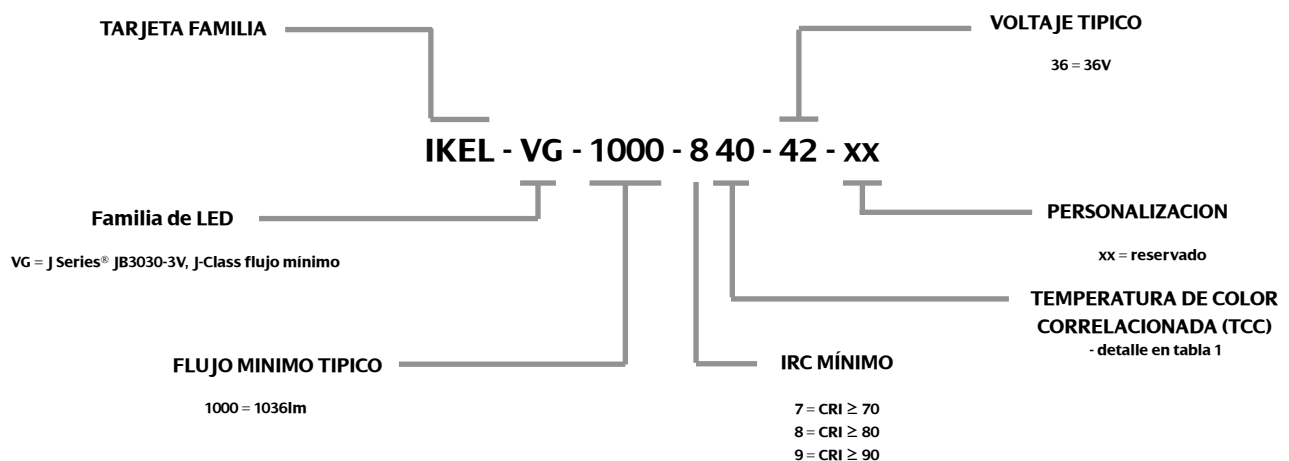 TARJETA FAMILIA
VOLTAJE TIPICO
36 = 36V
IKEL - VG - 1000 - 8 40 - 42 - xx
Familia de LED
VG = J Series® JB3030-3V, J-Class flujo mínimo
PERSONALIZACION
xx = reservado
TEMPERATURA DE COLOR
CORRELACIONADA (TCC)
- detalle en tabla 1
FLUJO MINIMO TIPICO
1000 = 1036lm
IRC MÍNIMO
7 = CRI ≥ 70
8 = CRI ≥ 80
9 = CRI ≥ 90